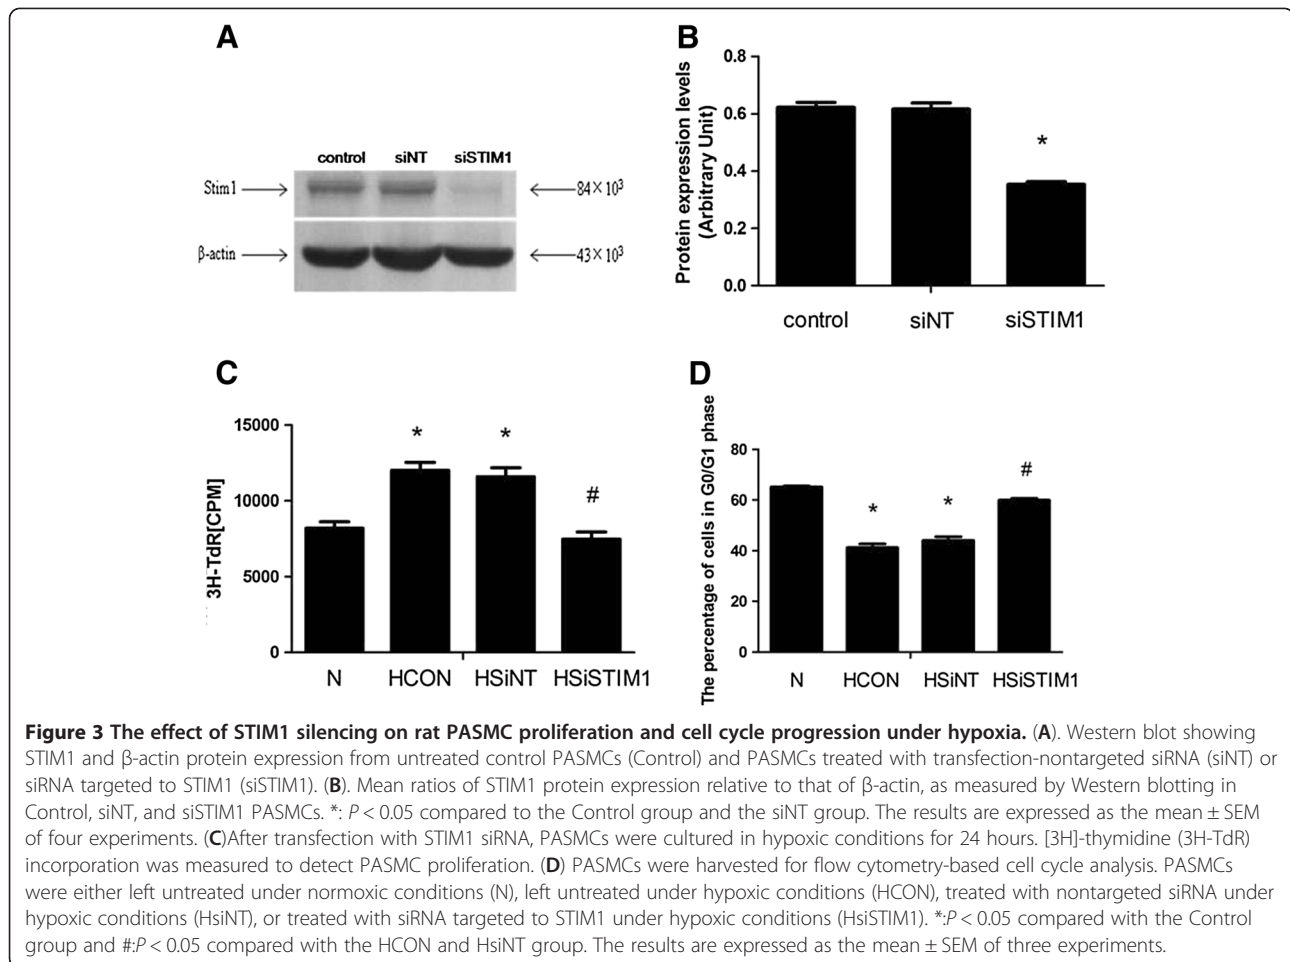 A
control siNT siSTIM1
Stim1 84×10³
β-actin 43×10³
B
Protein expression levels
(Arbitrary Unit)
0.8
0.6
0.4
0.2
0.0
*
control siNT siSTIM1
C
3H-TdR[CPM]
15000
10000
5000
0
* * #
N HCON HSiNT HSiSTIM1
D
The percentage of cells in G0/G1 phase
80
60
40
20
0
* * #
N HCON HSiNT HSiSTIM1
Figure 3 The effect of STIM1 silencing on rat PASMC proliferation and cell cycle progression under hypoxia. (A). Western blot showing
STIM1 and β-actin protein expression from untreated control PASMCs (Control) and PASMCs treated with transfection-nontargeted siRNA (siNT) or
siRNA targeted to STIM1 (siSTIM1). (B). Mean ratios of STIM1 protein expression relative to that of β-actin, as measured by Western blotting in
Control, siNT, and siSTIM1 PASMCs. *: P < 0.05 compared to the Control group and the siNT group. The results are expressed as the mean ± SEM
of four experiments. (C)After transfection with STIM1 siRNA, PASMCs were cultured in hypoxic conditions for 24 hours. [3H]-thymidine (3H-TdR)
incorporation was measured to detect PASMC proliferation. (D) PASMCs were harvested for flow cytometry-based cell cycle analysis. PASMCs
were either left untreated under normoxic conditions (N), left untreated under hypoxic conditions (HCON), treated with nontargeted siRNA under
hypoxic conditions (HsiNT), or treated with siRNA targeted to STIM1 under hypoxic conditions (HsiSTIM1). *:P < 0.05 compared with the Control
group and #:P < 0.05 compared with the HCON and HsiNT group. The results are expressed as the mean ± SEM of three experiments.